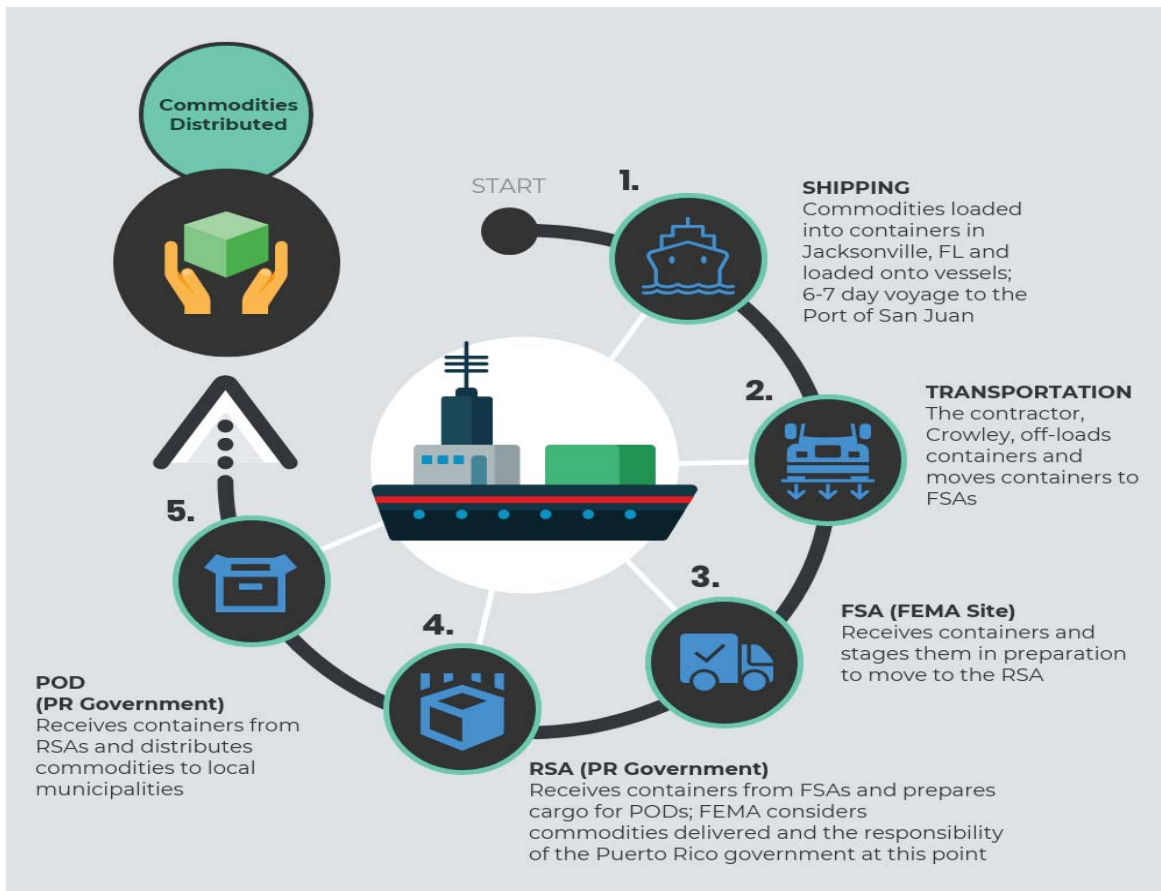 Commodities
Distributed
START
1.
SHIPPING
Commodities loaded
into containers in
Jacksonville, FL and
loaded onto vessels;
6-7 day voyage to the
Port of San Juan
2.
TRANSPORTATION
The contractor,
Crowley, off-loads
containers and
moves containers to
FSAs
3.
FSA (FEMA Site)
Receives containers and
stages them in preparation
to move to the RSA
4.
RSA (PR Government)
Receives containers from FSAs and prepares
cargo for PODs; FEMA considers
commodities delivered and the responsibility
of the Puerto Rico government at this point
5.
POD
(PR Government)
Receives containers from
RSAs and distributes
commodities to local
municipalities